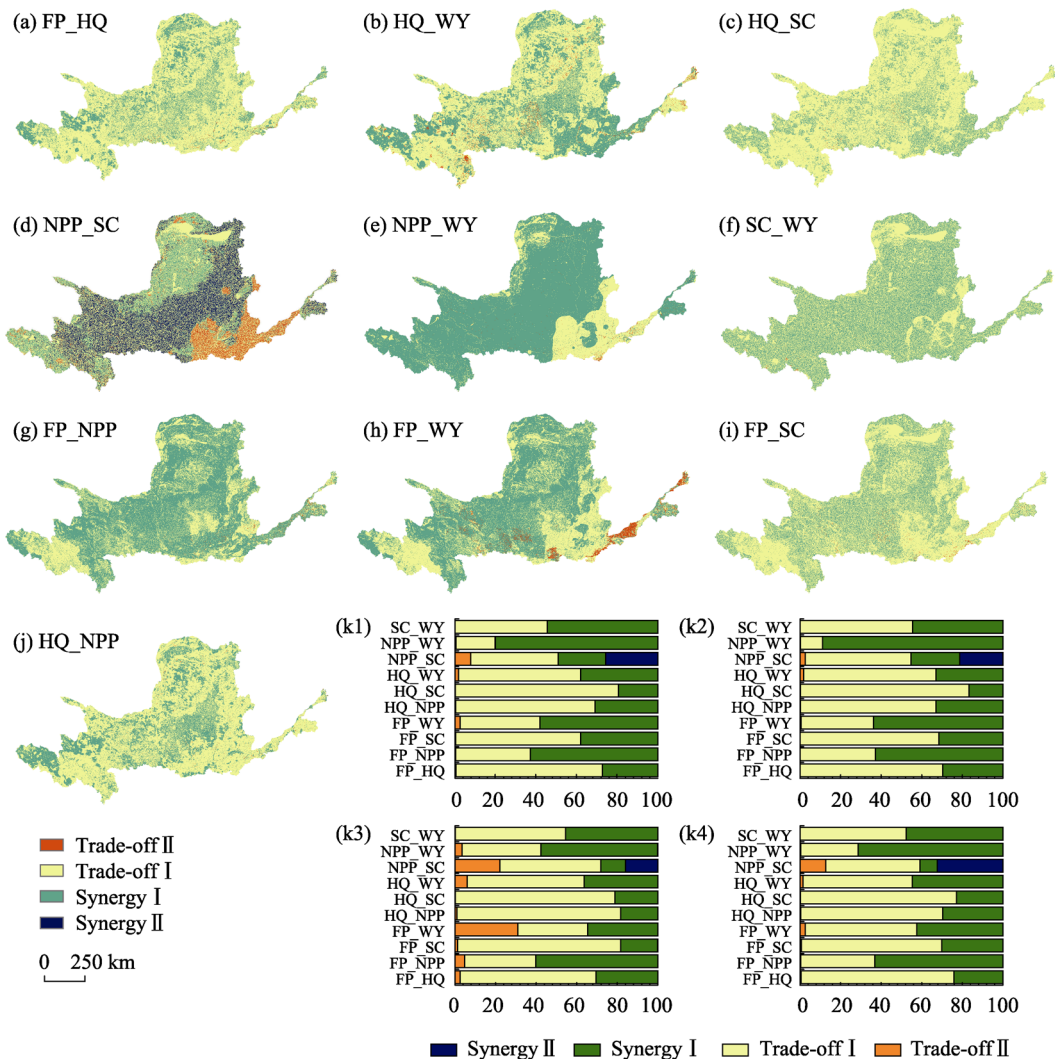 (a) FP_HQ
(b) HQ_WY
(c) HQ_SC
(d) NPP_SC
(e) NPP_WY
(f) SC_WY
(g) FP_NPP
(h) FP_WY
(i) FP_SC
(j) HQ_NPP
Trade-off Ⅱ
Trade-off Ⅰ
Synergy Ⅰ
Synergy Ⅱ
0 250 km
(k1)
SC_WY
NPP_WY
NPP_SC
HQ_WY
HQ_SC
HQ_NPP
FP_WY
FP_SC
FP_NPP
FP_HQ
0 20 40 60 80 100
(k2)
SC_WY
NPP_WY
NPP_SC
HQ_WY
HQ_SC
HQ_NPP
FP_WY
FP_SC
FP_NPP
FP_HQ
0 20 40 60 80 100
(k3)
SC_WY
NPP_WY
NPP_SC
HQ_WY
HQ_SC
HQ_NPP
FP_WY
FP_SC
FP_NPP
FP_HQ
0 20 40 60 80 100
(k4)
SC_WY
NPP_WY
NPP_SC
HQ_WY
HQ_SC
HQ_NPP
FP_WY
FP_SC
FP_NPP
FP_HQ
0 20 40 60 80 100
Synergy Ⅱ Synergy Ⅰ Trade-off Ⅰ Trade-off Ⅱ